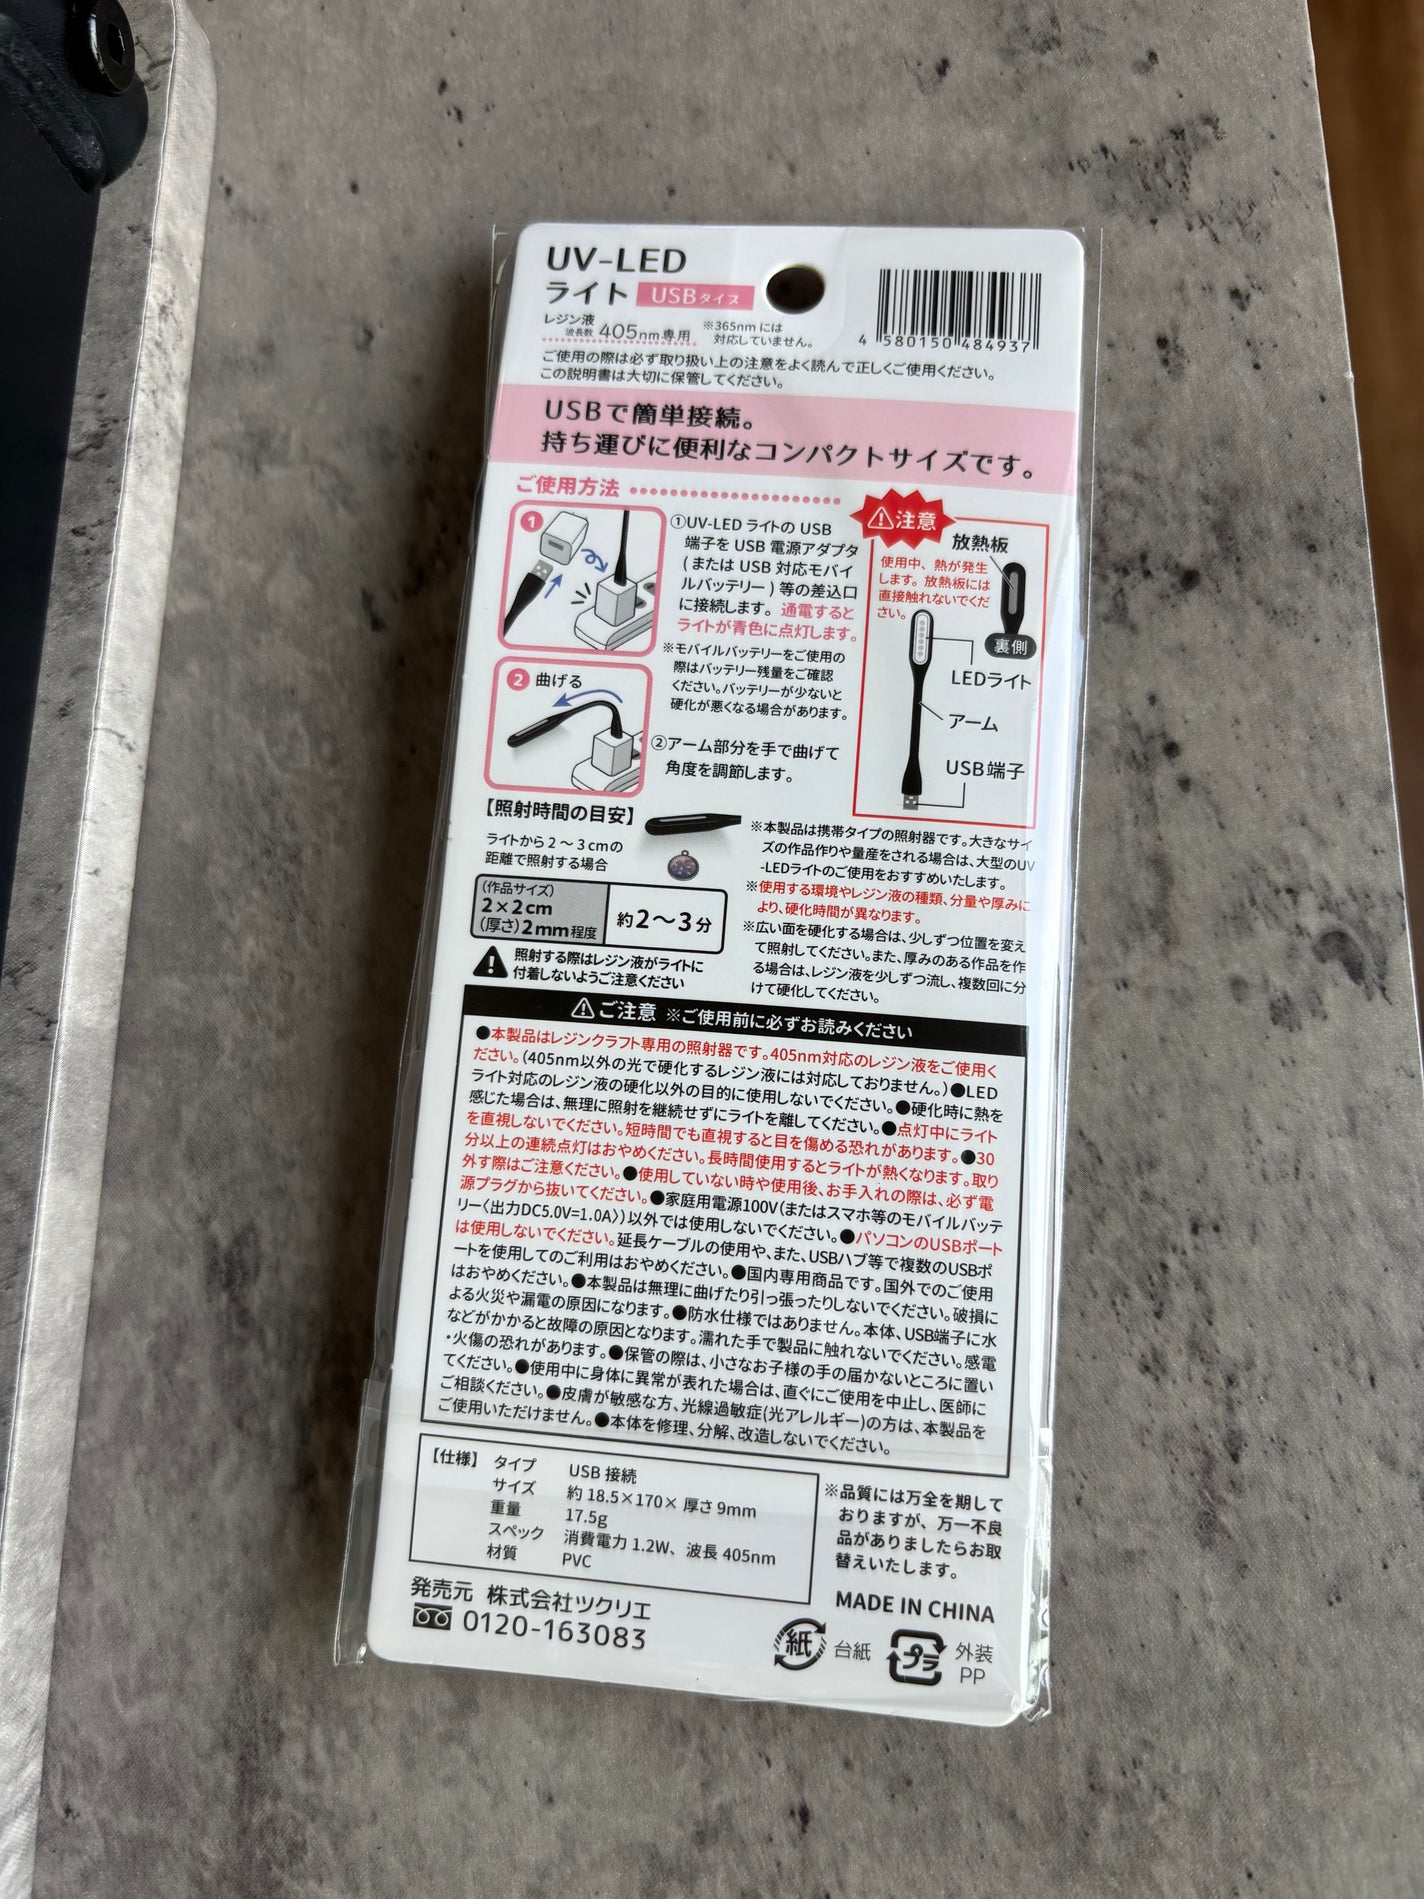 UV-LED
ライト USBタイプ
レジン液
波長数 405nm専用
※365nm には
対応していません。
4 580150 484937
ご使用の際は必ず取り扱い上の注意をよく読んで正しくご使用ください。
この説明書は大切に保管してください。
USBで簡単接続。
持ち運びに便利なコンパクトサイズです。
ご使用方法
1
①UV-LED ライトの USB
端子を USB 電源アダプタ
(または USB 対応モバイ
ルバッテリー) 等の差込口
に接続します。通電すると
ライトが青色に点灯します。
※モバイルバッテリーをご使用の
際はバッテリー残量をご確認
ください。バッテリーが少ないと
硬化が悪くなる場合があります。
2 曲げる
②アーム部分を手で曲げて
角度を調節します。
注意
放熱板
使用中、熱が発生
します。放熱板には
直接触れないでくだ
さい。
裏側
LEDライト
アーム
USB端子
【照射時間の目安】
ライトから 2 〜 3 cmの
距離で照射する場合
(作品サイズ)
2×2cm
(厚さ)2mm程度
約2〜3分
照射する際はレジン液がライトに
付着しないようご注意ください
※本製品は携帯タイプの照射器です。大きなサイ
ズの作品作りや量産をされる場合は、大型のUV
-LEDライトのご使用をおすすめいたします。
※使用する環境やレジン液の種類、分量や厚みに
より、硬化時間が異なります。
※広い面を硬化する場合は、少しずつ位置を変え
て照射してください。また、厚みのある作品を作
る場合は、レジン液を少しずつ流し、複数回に分
けて硬化してください。
ご注意 ※ご使用前に必ずお読みください
●本製品はレジンクラフト専用の照射器です。405nm対応のレジン液をご使用く
ださい。(405nm以外の光で硬化するレジン液には対応しておりません。)●LED
ライト対応のレジン液の硬化以外の目的に使用しないでください。●硬化時に熱を
感じた場合は、無理に照射を継続せずにライトを離してください。●点灯中にライト
を直視しないでください。短時間でも直視すると目を傷める恐れがあります。●30
分以上の連続点灯はおやめください。長時間使用するとライトが熱くなります。取り
外す際はご注意ください。●使用していない時や使用後、お手入れの際は、必ず電
源プラグから抜いてください。●家庭用電源100V(またはスマホ等のモバイルバッテ
リー〈出力DC5.0V=1.0A〉)以外では使用しないでください。●パソコンのUSBポート
は使用しないでください。延長ケーブルの使用や、また、USBハブ等で複数のUSBポ
ートを使用してのご利用はおやめください。●国内専用商品です。国外でのご使用
はおやめください。●本製品は無理に曲げたり引っ張ったりしないでください。破損に
よる火災や漏電の原因になります。●防水仕様ではありません。本体、USB端子に水
などがかかると故障の原因となります。濡れた手で製品に触れないでください。感電
・火傷の恐れがあります。●保管の際は、小さなお子様の手の届かないところに置い
てください。●使用中に身体に異常が表れた場合は、直ぐにご使用を中止し、医師に
ご相談ください。●皮膚が敏感な方、光線過敏症(光アレルギー)の方は、本製品を
ご使用いただけません。●本体を修理、分解、改造しないでください。
【仕様】 タイプ USB 接続
サイズ 約 18.5×170× 厚さ 9mm
重量 17.5g
スペック 消費電力 1.2W、波長 405nm
材質 PVC
※品質には万全を期して
おりますが、万一不良
品がありましたらお取
替えいたします。
発売元 株式会社ツクリエ
0120-163083
MADE IN CHINA
紙 台紙
プラ 外装
PP